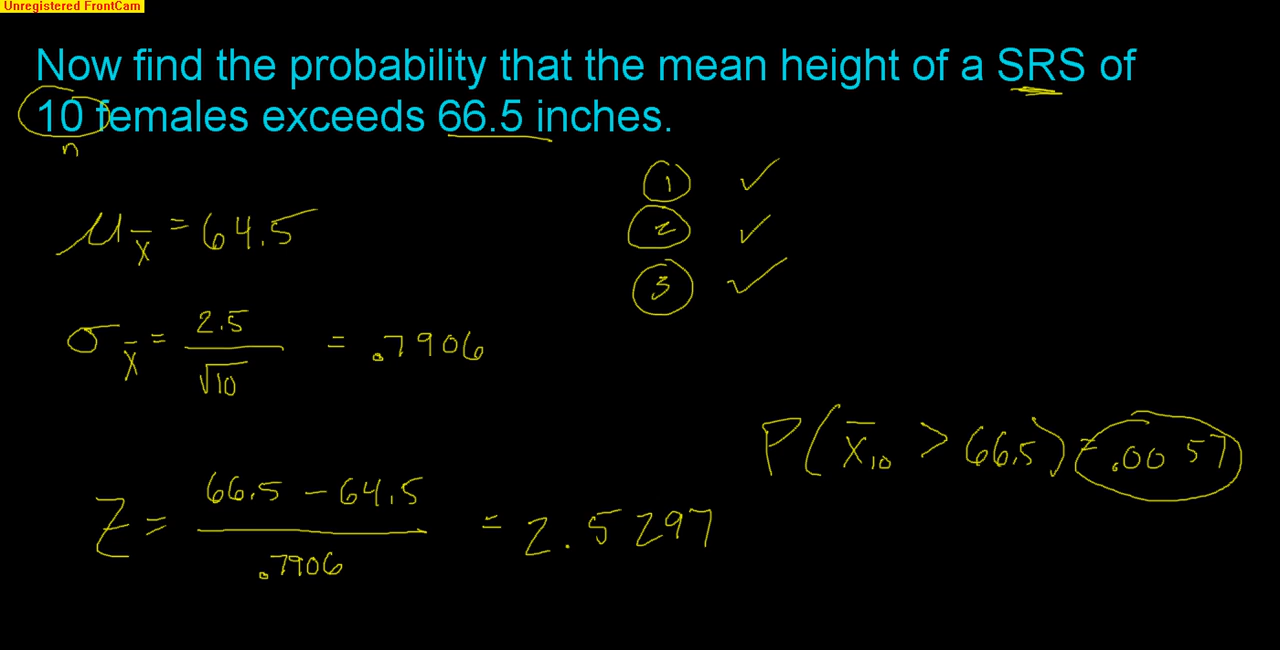 Unregistered FrontCam
Now find the probability that the mean height of a SRS of
10 females exceeds 66.5 inches.
n
1 ✓
2 ✓
3 ✓
μx̄ = 64.5
σx̄ = 2.5/√10 = .7906
P(x̄10 > 66.5) = .0057
Z = 66.5 - 64.5/.7906 = 2.5297